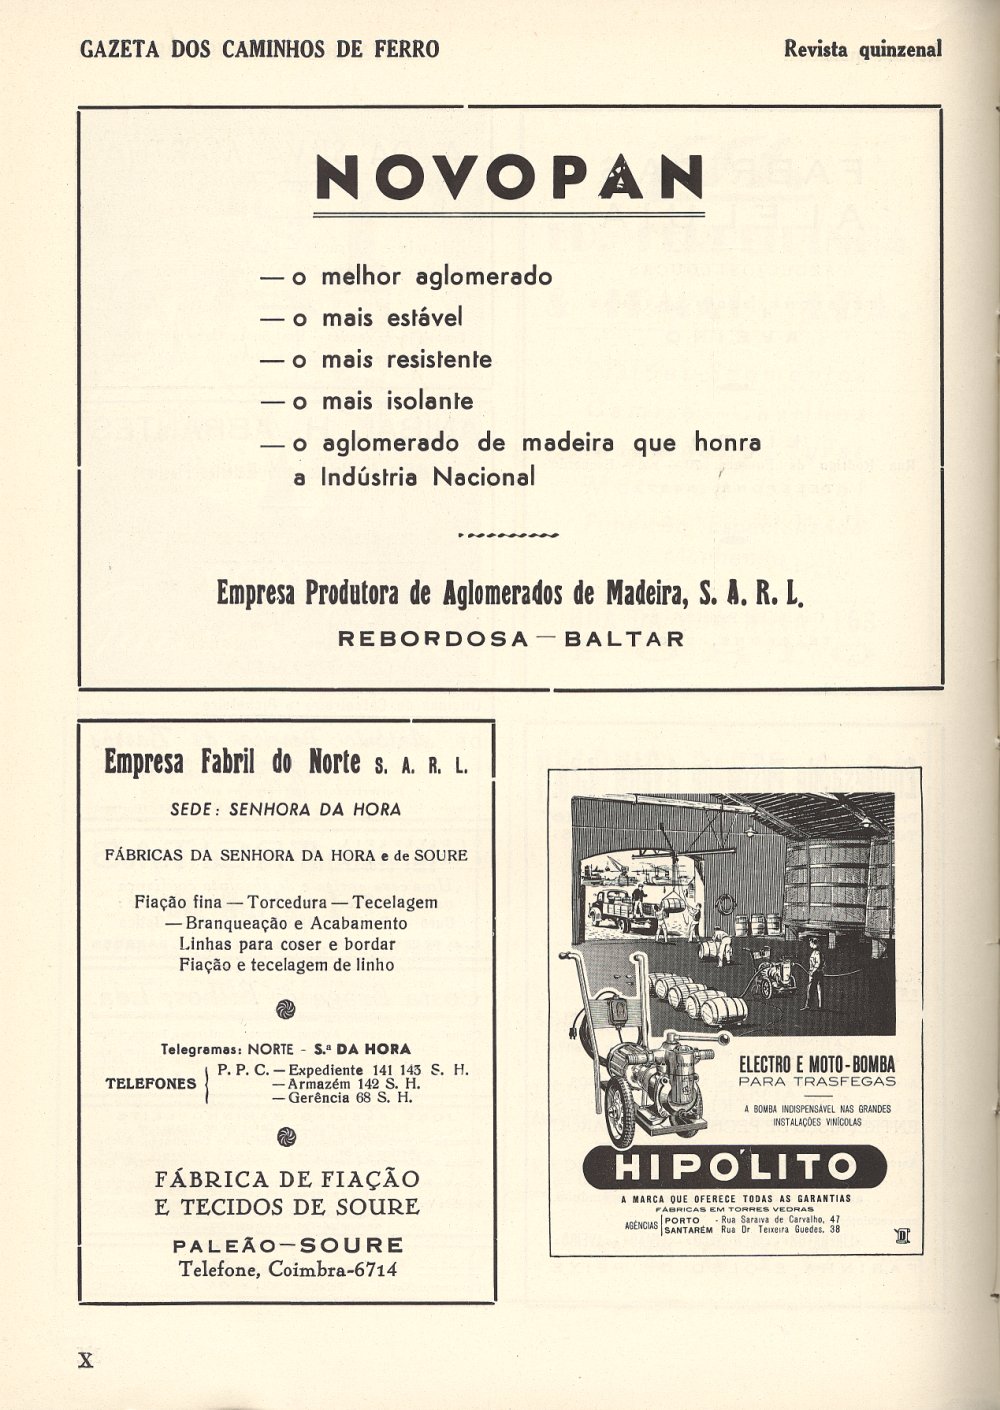 GAZETA DOS CAMINHOS DE FERRO
Revista quinzenal
NOVOPAN
— o melhor aglomerado
— o mais estável
— o mais resistente
— o mais isolante
— o aglomerado de madeira que honra
a Indústria Nacional
Empresa Produtora de Aglomerados de Madeira, S. A. R. L.
REBORDOSA — BALTAR
Empresa Fabril do Norte S. A. R. L.
SEDE: SENHORA DA HORA
FÁBRICAS DA SENHORA DA HORA e de SOURE
Fiação fina — Torcedura — Tecelagem
— Branqueação e Acabamento
Linhas para coser e bordar
Fiação e tecelagem de linho
Telegramas: NORTE - S.ª DA HORA
TELEFONES
P. P. C. — Expediente 141 143 S. H.
— Armazém 142 S. H.
— Gerência 68 S. H.
FÁBRICA DE FIAÇÃO
E TECIDOS DE SOURE
PALEÃO — SOURE
Telefone, Coimbra-6714
ELECTRO E MOTO-BOMBA
PARA TRASFEGAS
A BOMBA INDISPENSÁVEL NAS GRANDES
INSTALAÇÕES VINÍCOLAS
HIPÓLITO
A MARCA QUE OFERECE TODAS AS GARANTIAS
FÁBRICAS EM TORRES VEDRAS
AGÊNCIAS
PORTO - Rua Saraiva de Carvalho, 47
SANTARÉM Rua Dr Teixeira Guedes, 38
X